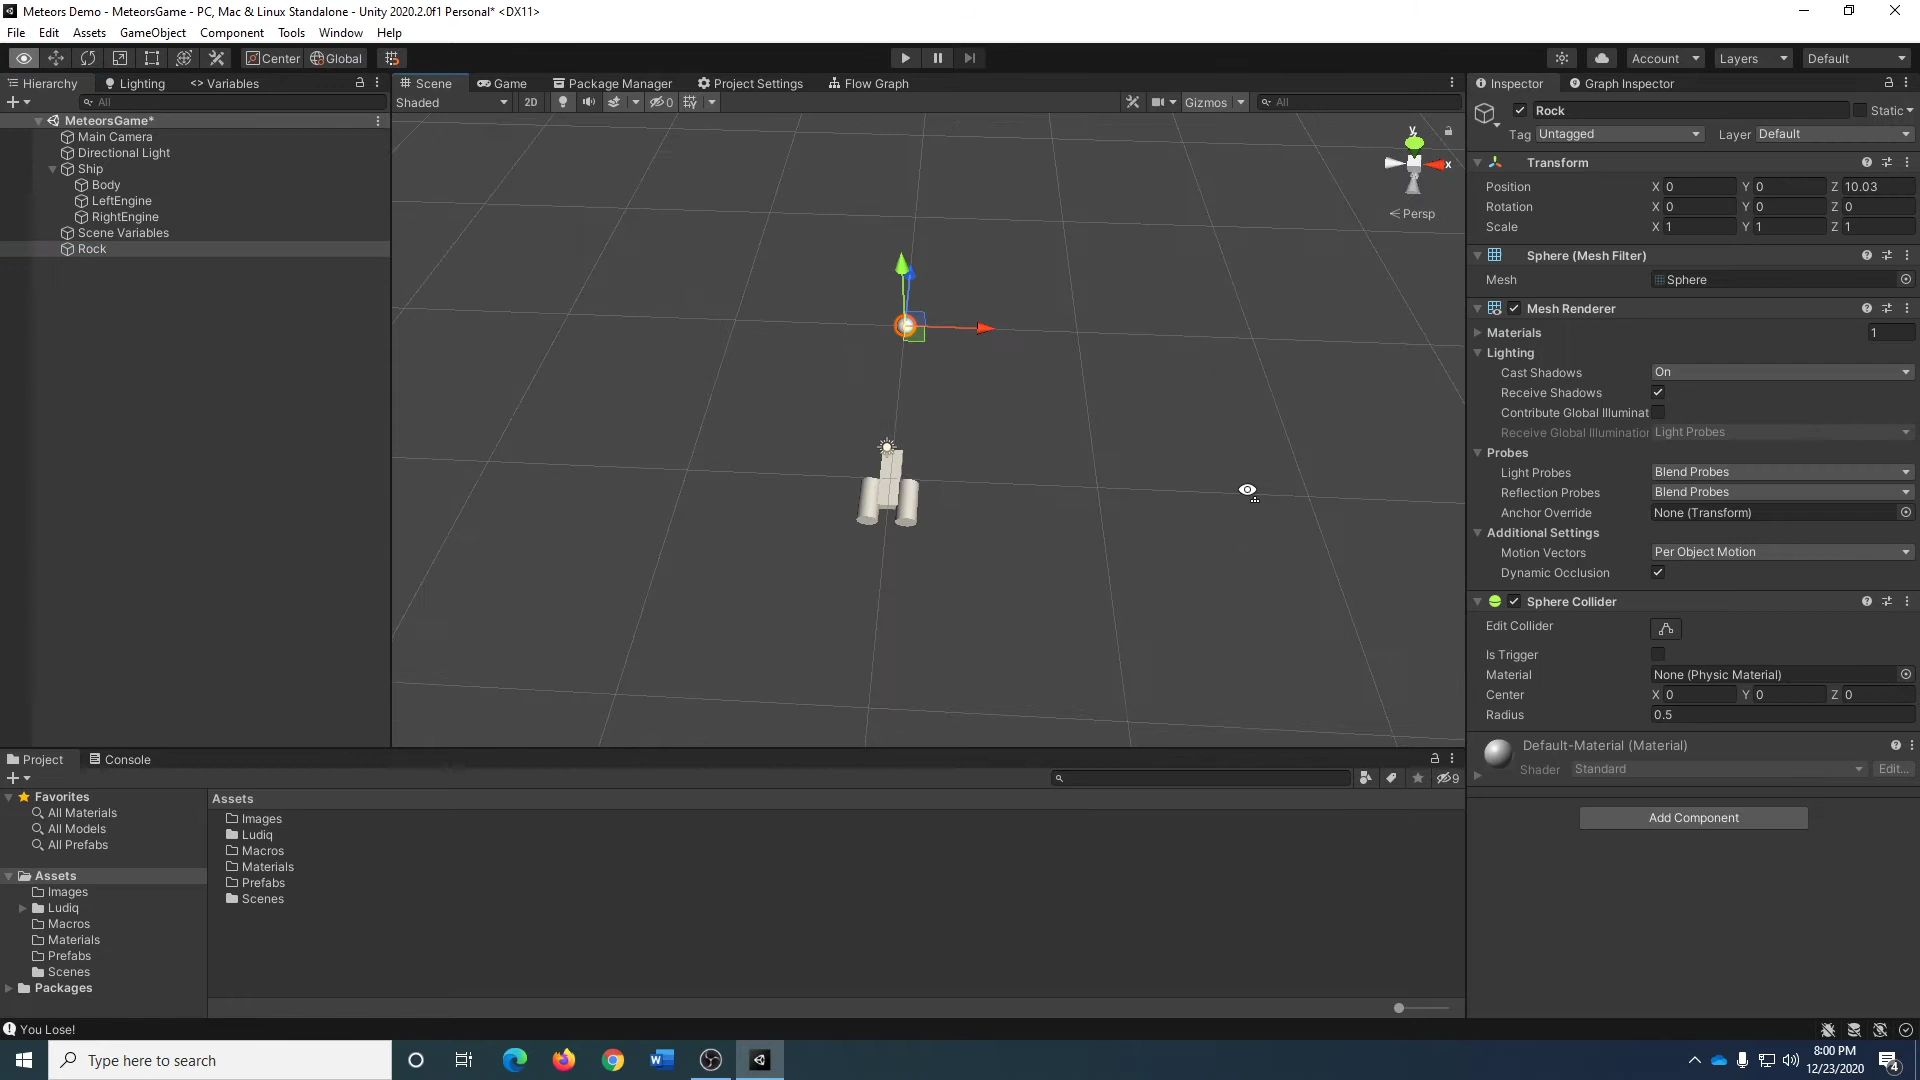 Meteors Demo - MeteorsGame - PC, Mac & Linux Standalone - Unity 2020.2.0f1 Personal* <DX11>
File Edit Assets GameObject Component Tools Window Help
Center Global Account Layers Default
Hierarchy Lighting <> Variables
All
MeteorsGame*
Main Camera
Directional Light
Ship
Body
LeftEngine
RightEngine
Scene Variables
Rock
Scene Game Package Manager Project Settings Flow Graph
Shaded 2D 0 Gizmos All
y
x
< Persp
Inspector Graph Inspector
Rock Static
Tag Untagged Layer Default
Transform
Position X 0 Y 0 Z 10.03
Rotation X 0 Y 0 Z 0
Scale X 1 Y 1 Z 1
Sphere (Mesh Filter)
Mesh Sphere
Mesh Renderer
Materials 1
Lighting
Cast Shadows On
Receive Shadows
Contribute Global Illuminat
Receive Global Illumination Light Probes
Probes
Light Probes Blend Probes
Reflection Probes Blend Probes
Anchor Override None (Transform)
Additional Settings
Motion Vectors Per Object Motion
Dynamic Occlusion
Sphere Collider
Edit Collider
Is Trigger
Material None (Physic Material)
Center X 0 Y 0 Z 0
Radius 0.5
Default-Material (Material)
Shader Standard Edit...
Add Component
Project Console
9
Favorites
All Materials
All Models
All Prefabs
Assets
Images
Ludiq
Macros
Materials
Prefabs
Scenes
Packages
Assets
Images
Ludiq
Macros
Materials
Prefabs
Scenes
You Lose!
Type here to search
8:00 PM
12/23/2020
4